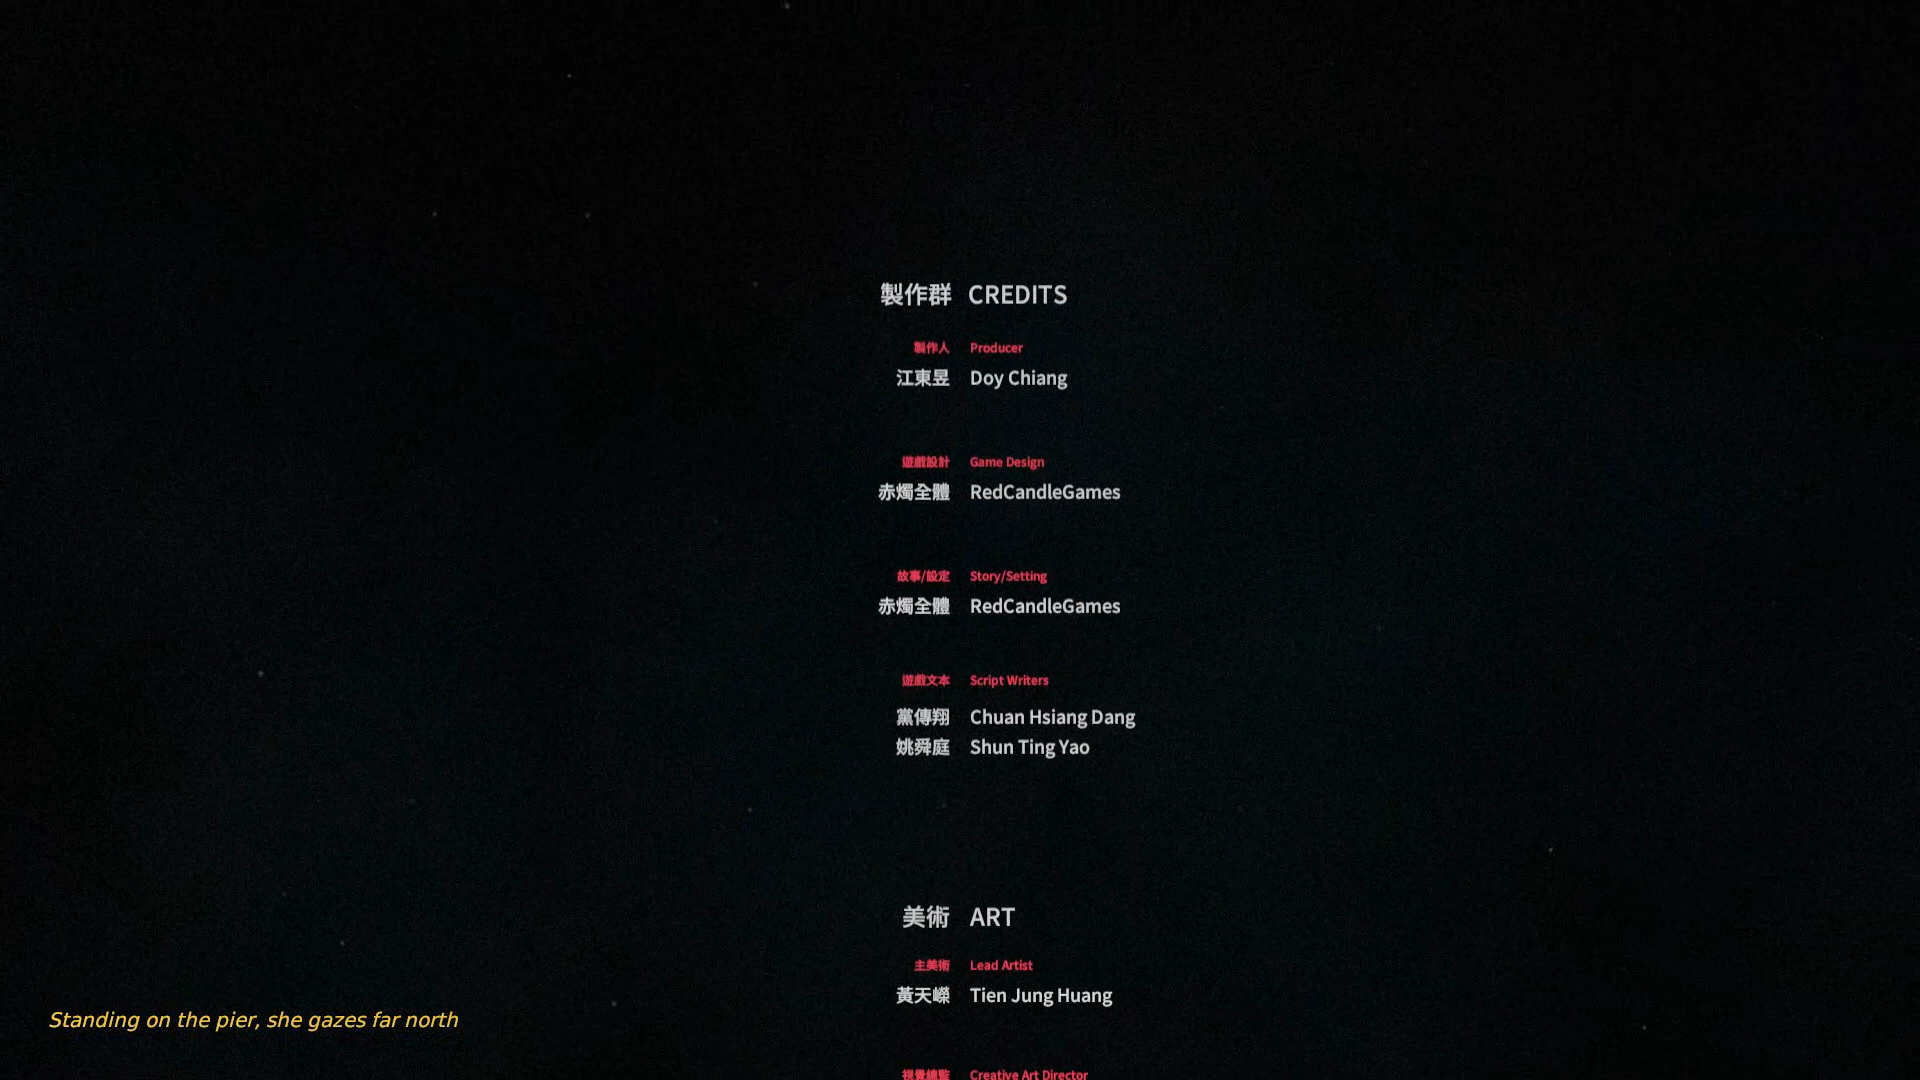 製作群 CREDITS
製作人 Producer
江東昱 Doy Chiang
遊戲設計 Game Design
赤燭全體 RedCandleGames
故事/設定 Story/Setting
赤燭全體 RedCandleGames
遊戲文本 Script Writers
黨傳翔 Chuan Hsiang Dang
姚舜庭 Shun Ting Yao
美術 ART
主美術 Lead Artist
黃天嶸 Tien Jung Huang
Standing on the pier, she gazes far north
視覺總監 Creative Art Director